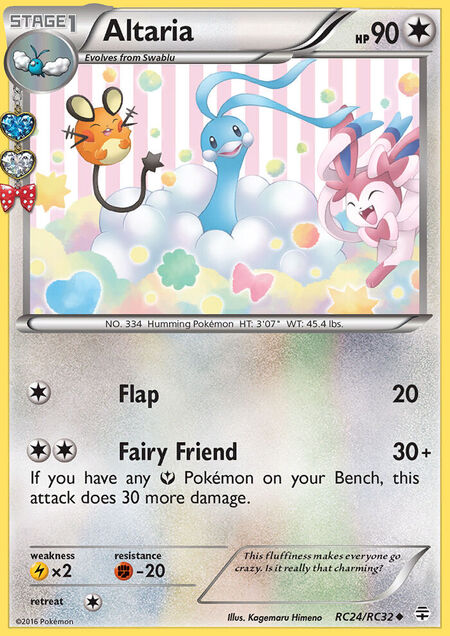 STAGE1
Altaria
HP 90
Evolves from Swablu
NO. 334 Humming Pokémon HT: 3'07" WT: 45.4 lbs.
Flap 20
Fairy Friend 30+
If you have any Pokémon on your Bench, this
attack does 30 more damage.
weakness resistance
×2 -20
retreat
This fluffiness makes everyone go
crazy. Is it really that charming?
©2016 Pokémon
Illus. Kagemaru Himeno RC24/RC32